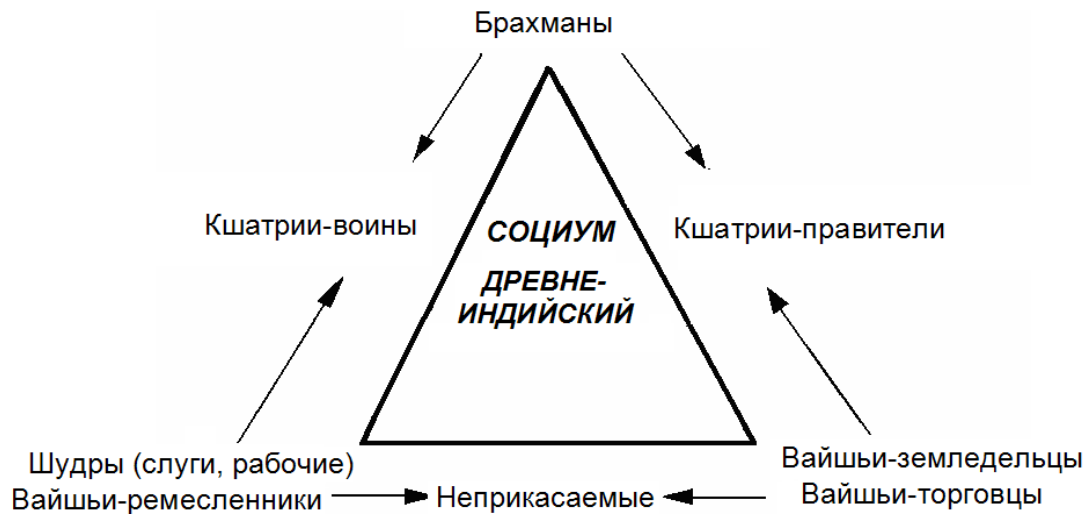 Брахманы
Кшатрии-воины
СОЦИУМ
Кшатрии-правители
ДРЕВНЕ-
ИНДИЙСКИЙ
Шудры (слуги, рабочие)
Вайшьи-земледельцы
Вайшьи-ремесленники
Неприкасаемые
Вайшьи-торговцы